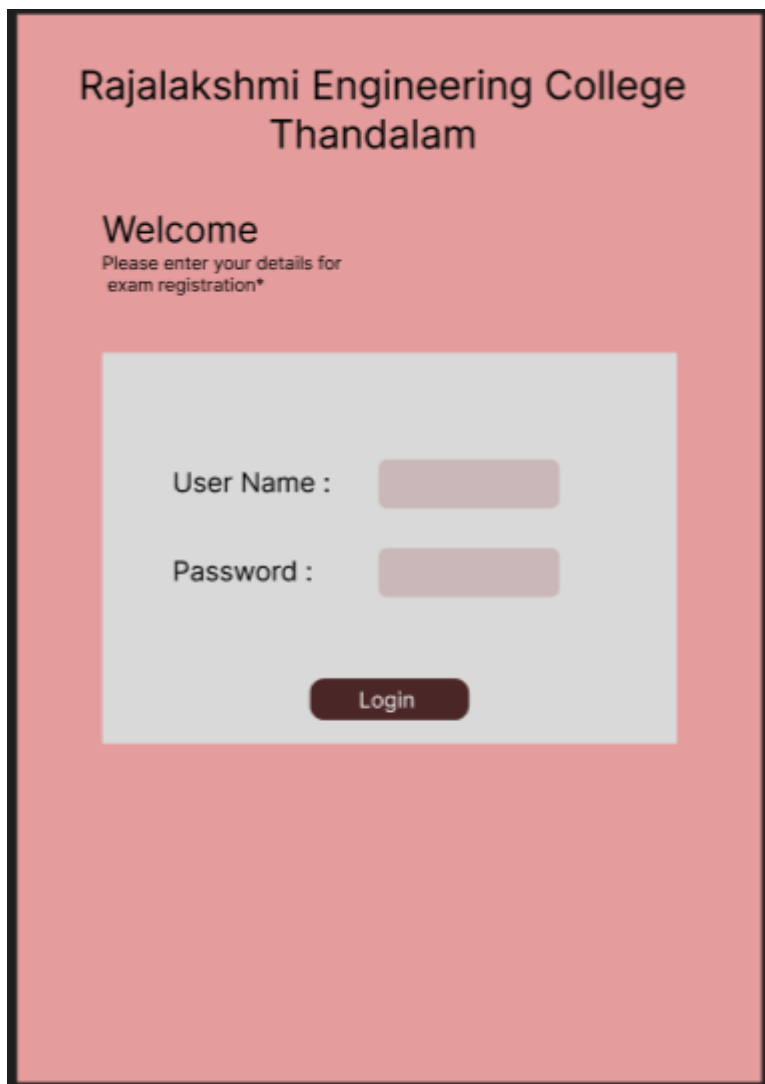 Rajalakshmi Engineering College
Thandalam
Welcome
Please enter your details for
exam registration*
User Name :
Password :
Login